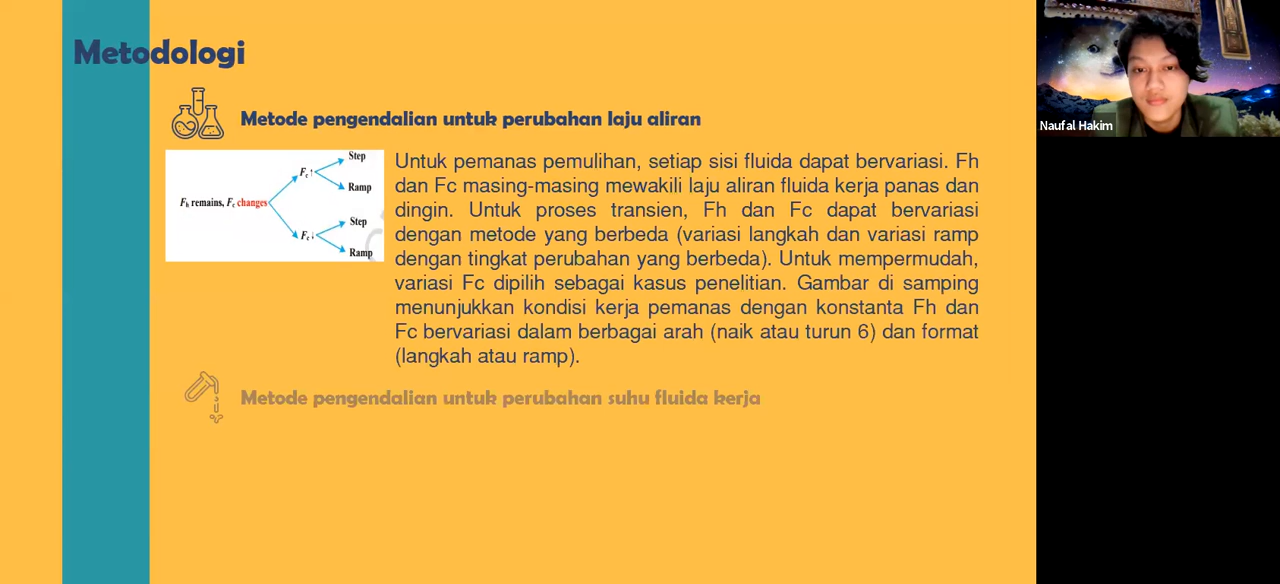 Metodologi
Metode pengendalian untuk perubahan laju aliran
Step
Fc↑
Ramp
Fh remains, Fc changes
Step
Fc↓
Ramp
Untuk pemanas pemulihan, setiap sisi fluida dapat bervariasi. Fh
dan Fc masing-masing mewakili laju aliran fluida kerja panas dan
dingin. Untuk proses transien, Fh dan Fc dapat bervariasi
dengan metode yang berbeda (variasi langkah dan variasi ramp
dengan tingkat perubahan yang berbeda). Untuk mempermudah,
variasi Fc dipilih sebagai kasus penelitian. Gambar di samping
menunjukkan kondisi kerja pemanas dengan konstanta Fh dan
Fc bervariasi dalam berbagai arah (naik atau turun 6) dan format
(langkah atau ramp).
Metode pengendalian untuk perubahan suhu fluida kerja
Naufal Hakim